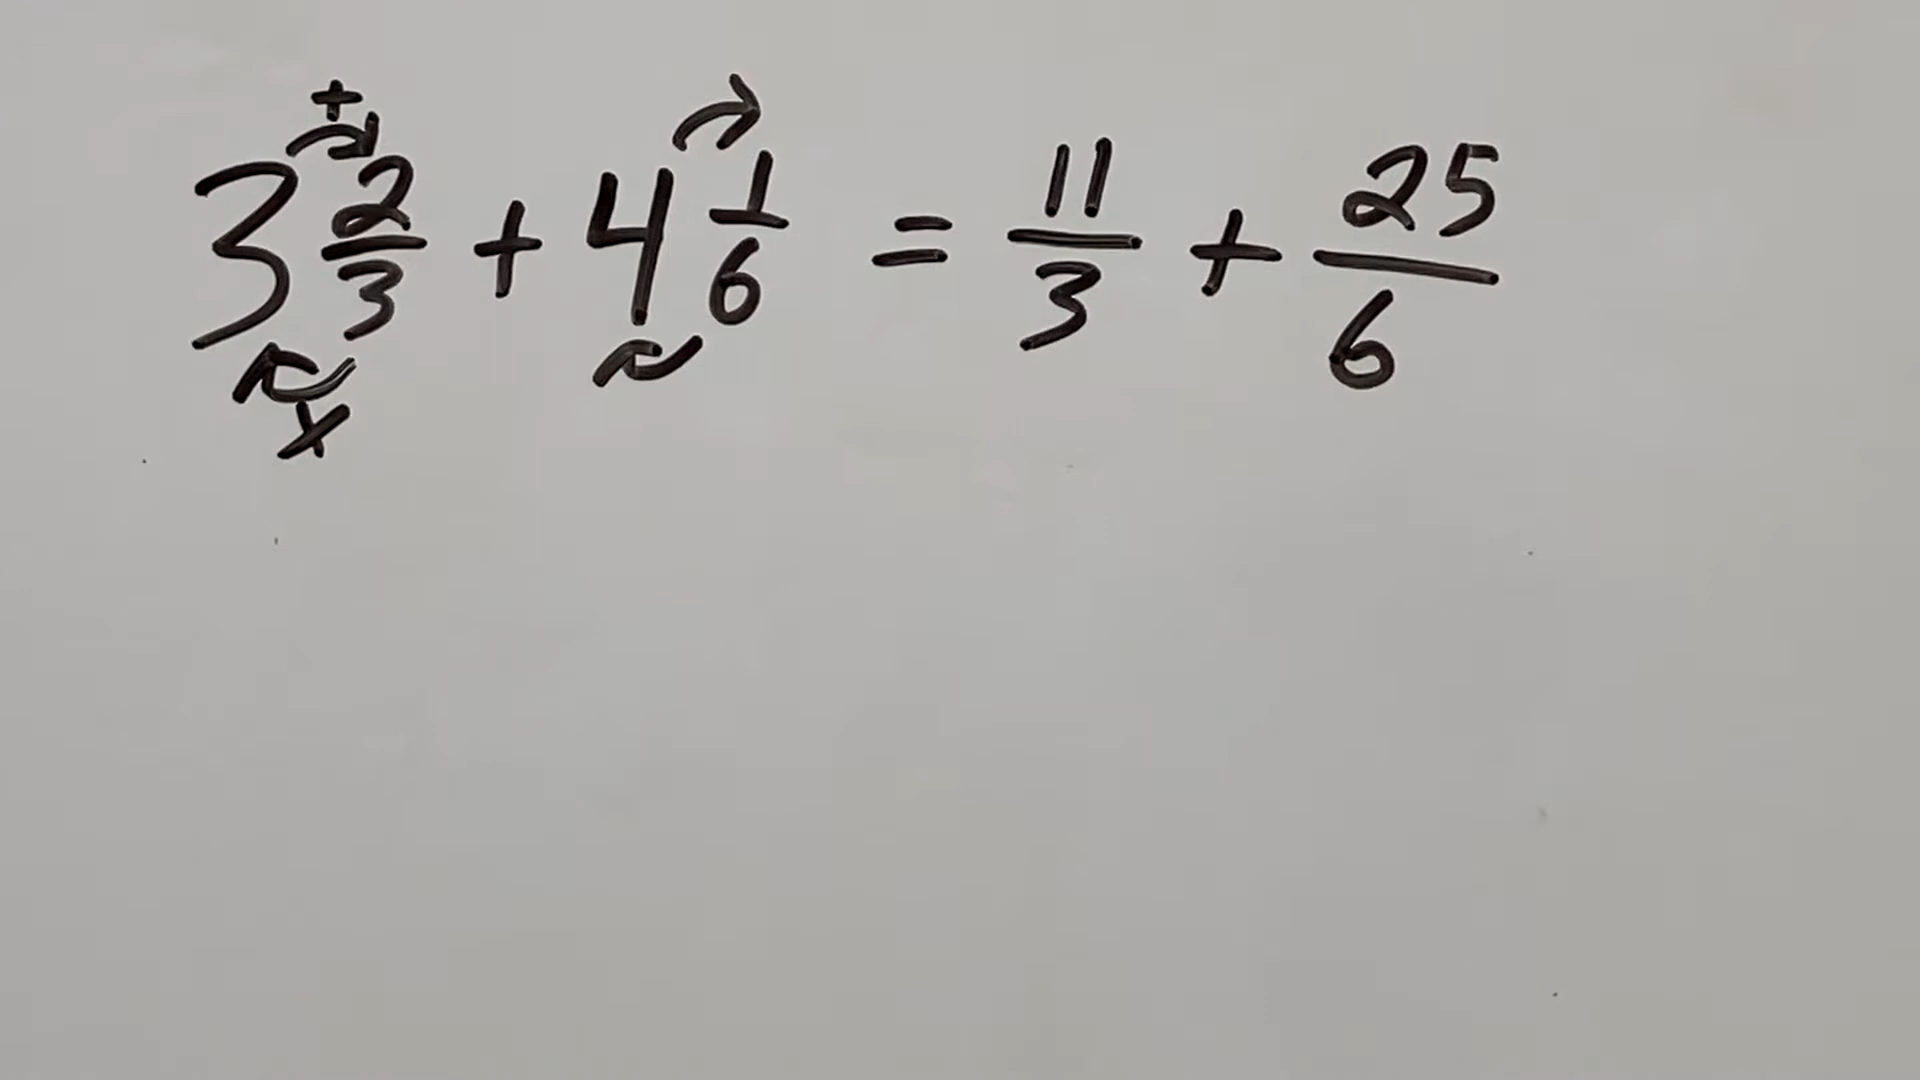 3 2/3 + 4 1/6 = 11/3 + 25/6
+
x